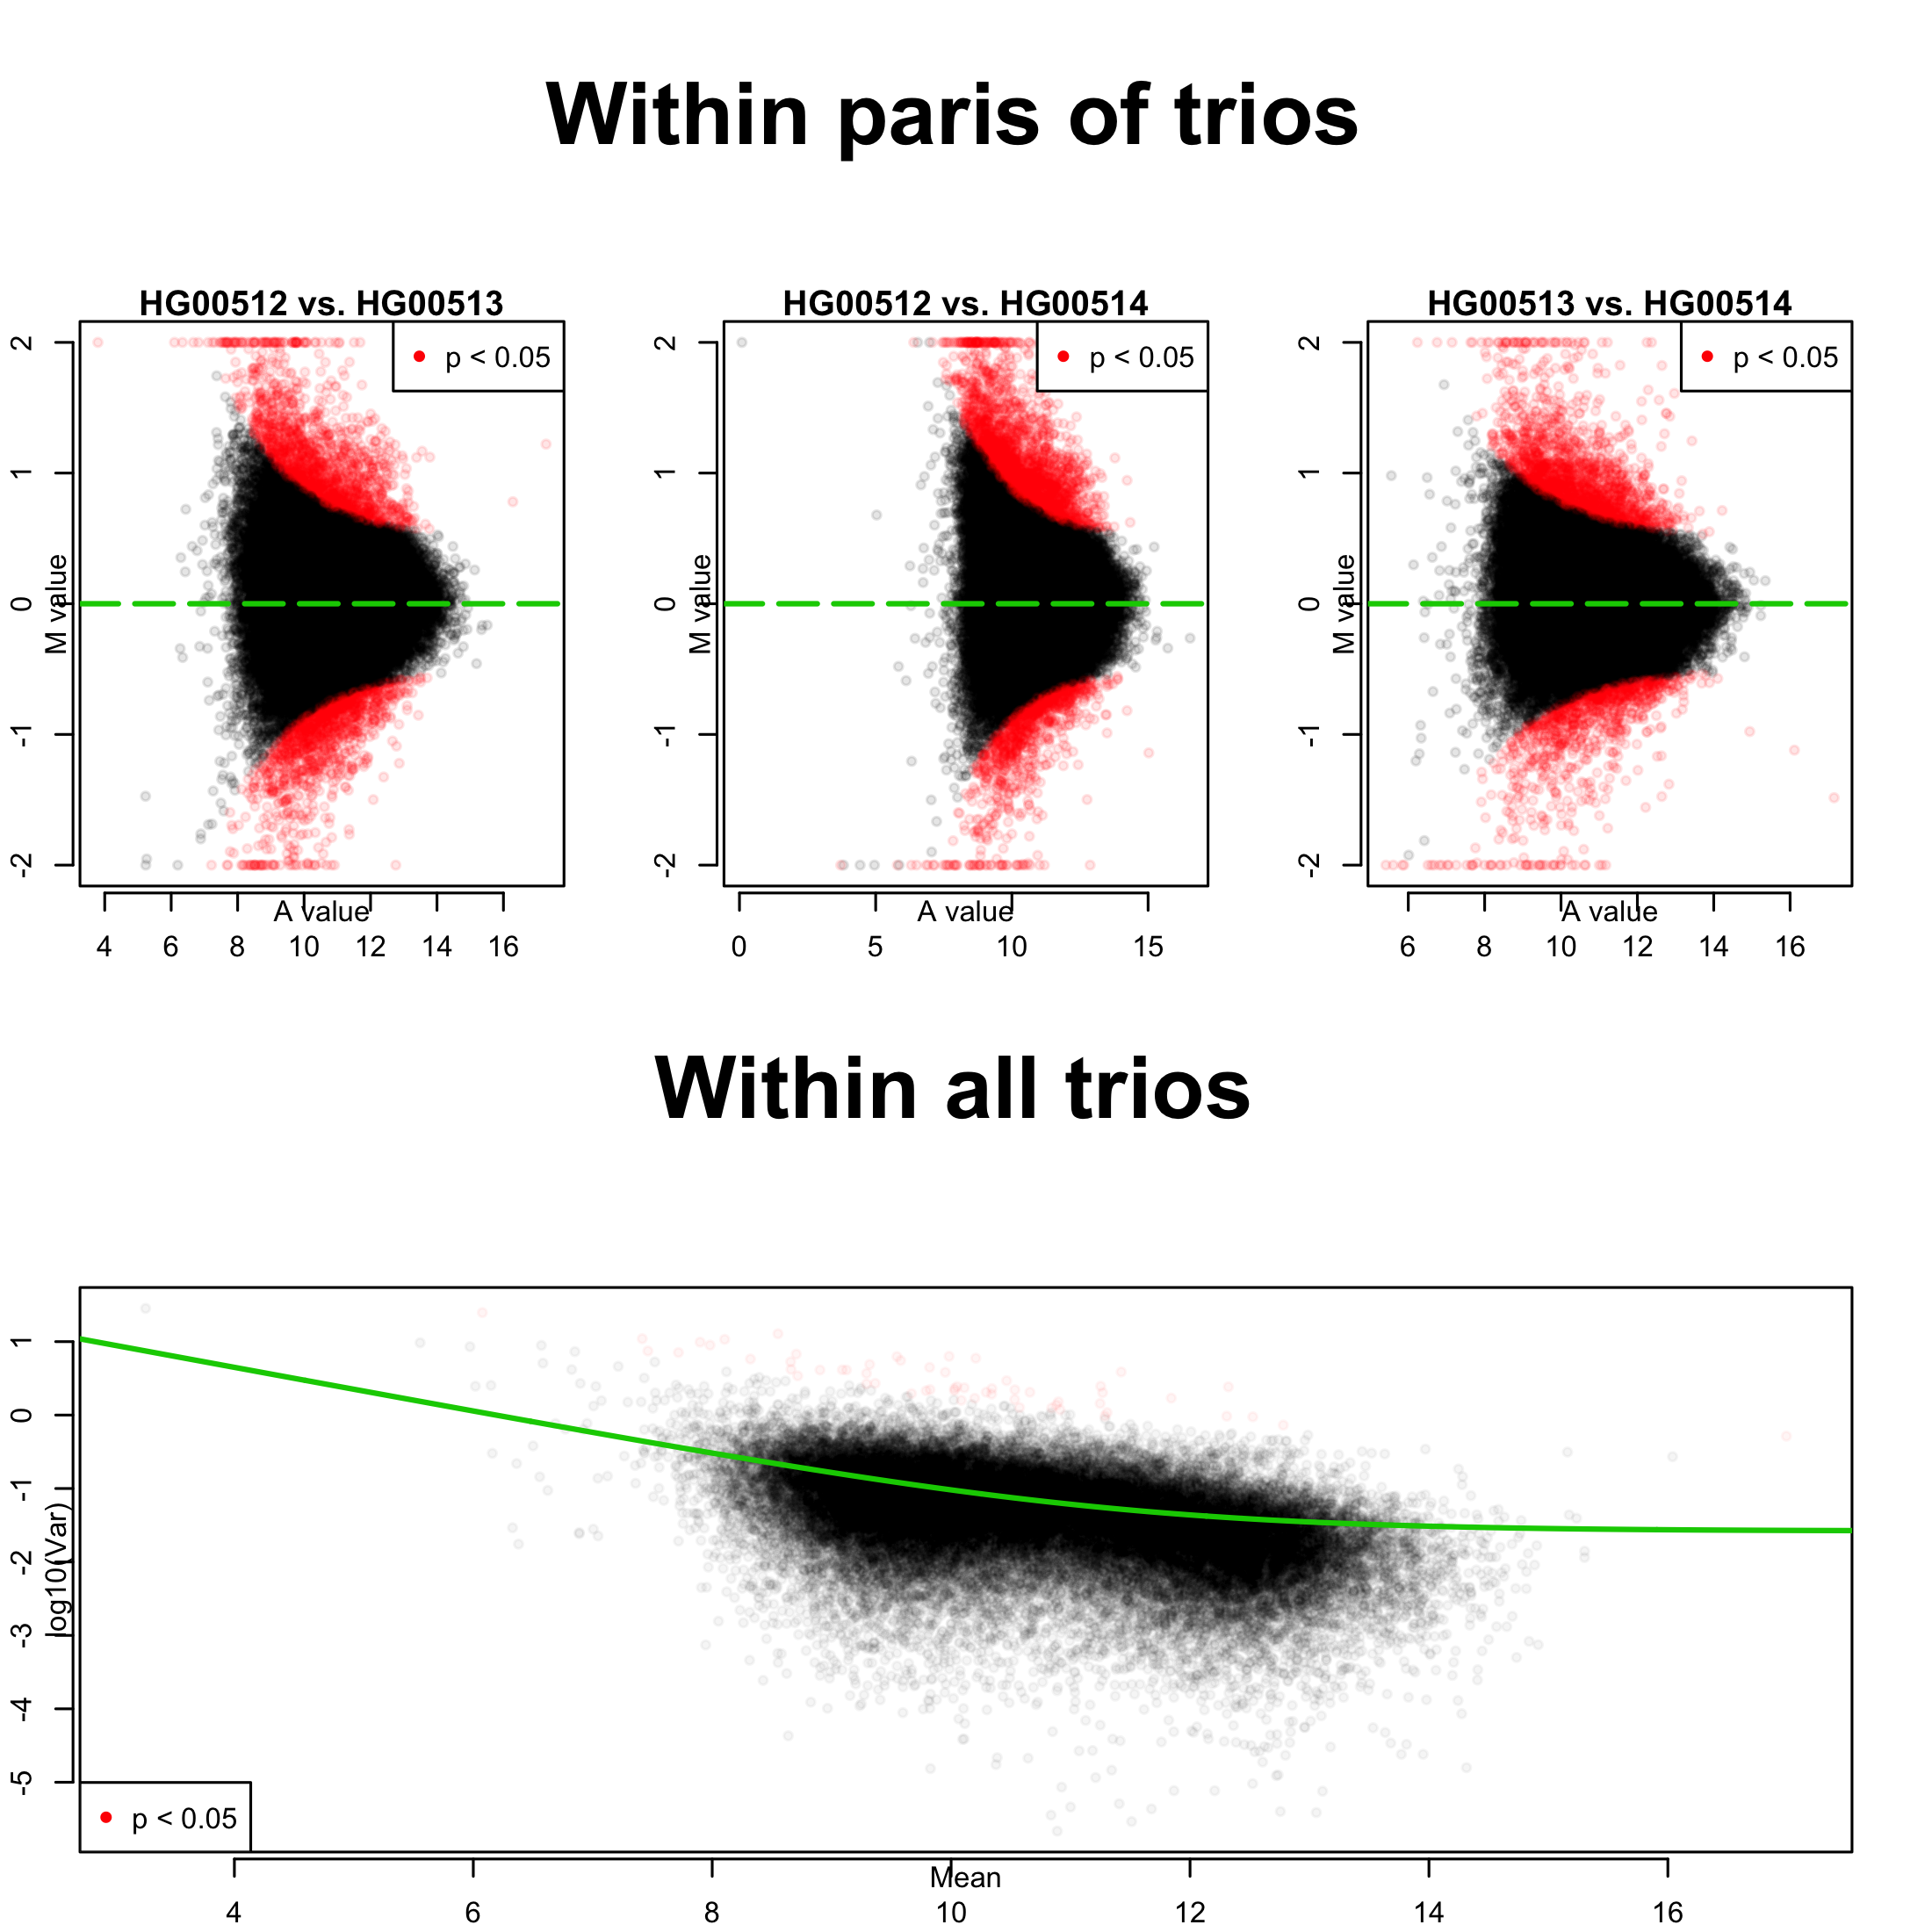 Within paris of trios
HG00512 vs. HG00513
p < 0.05
M value
2
1
0
-1
-2
A value
4 6 8 10 12 14 16
HG00512 vs. HG00514
p < 0.05
M value
2
1
0
-1
-2
A value
0 5 10 15
HG00513 vs. HG00514
p < 0.05
M value
2
1
0
-1
-2
A value
6 8 10 12 14 16
Within all trios
log10(Var)
1
0
-1
-2
-3
-4
-5
p < 0.05
Mean
4 6 8 10 12 14 16